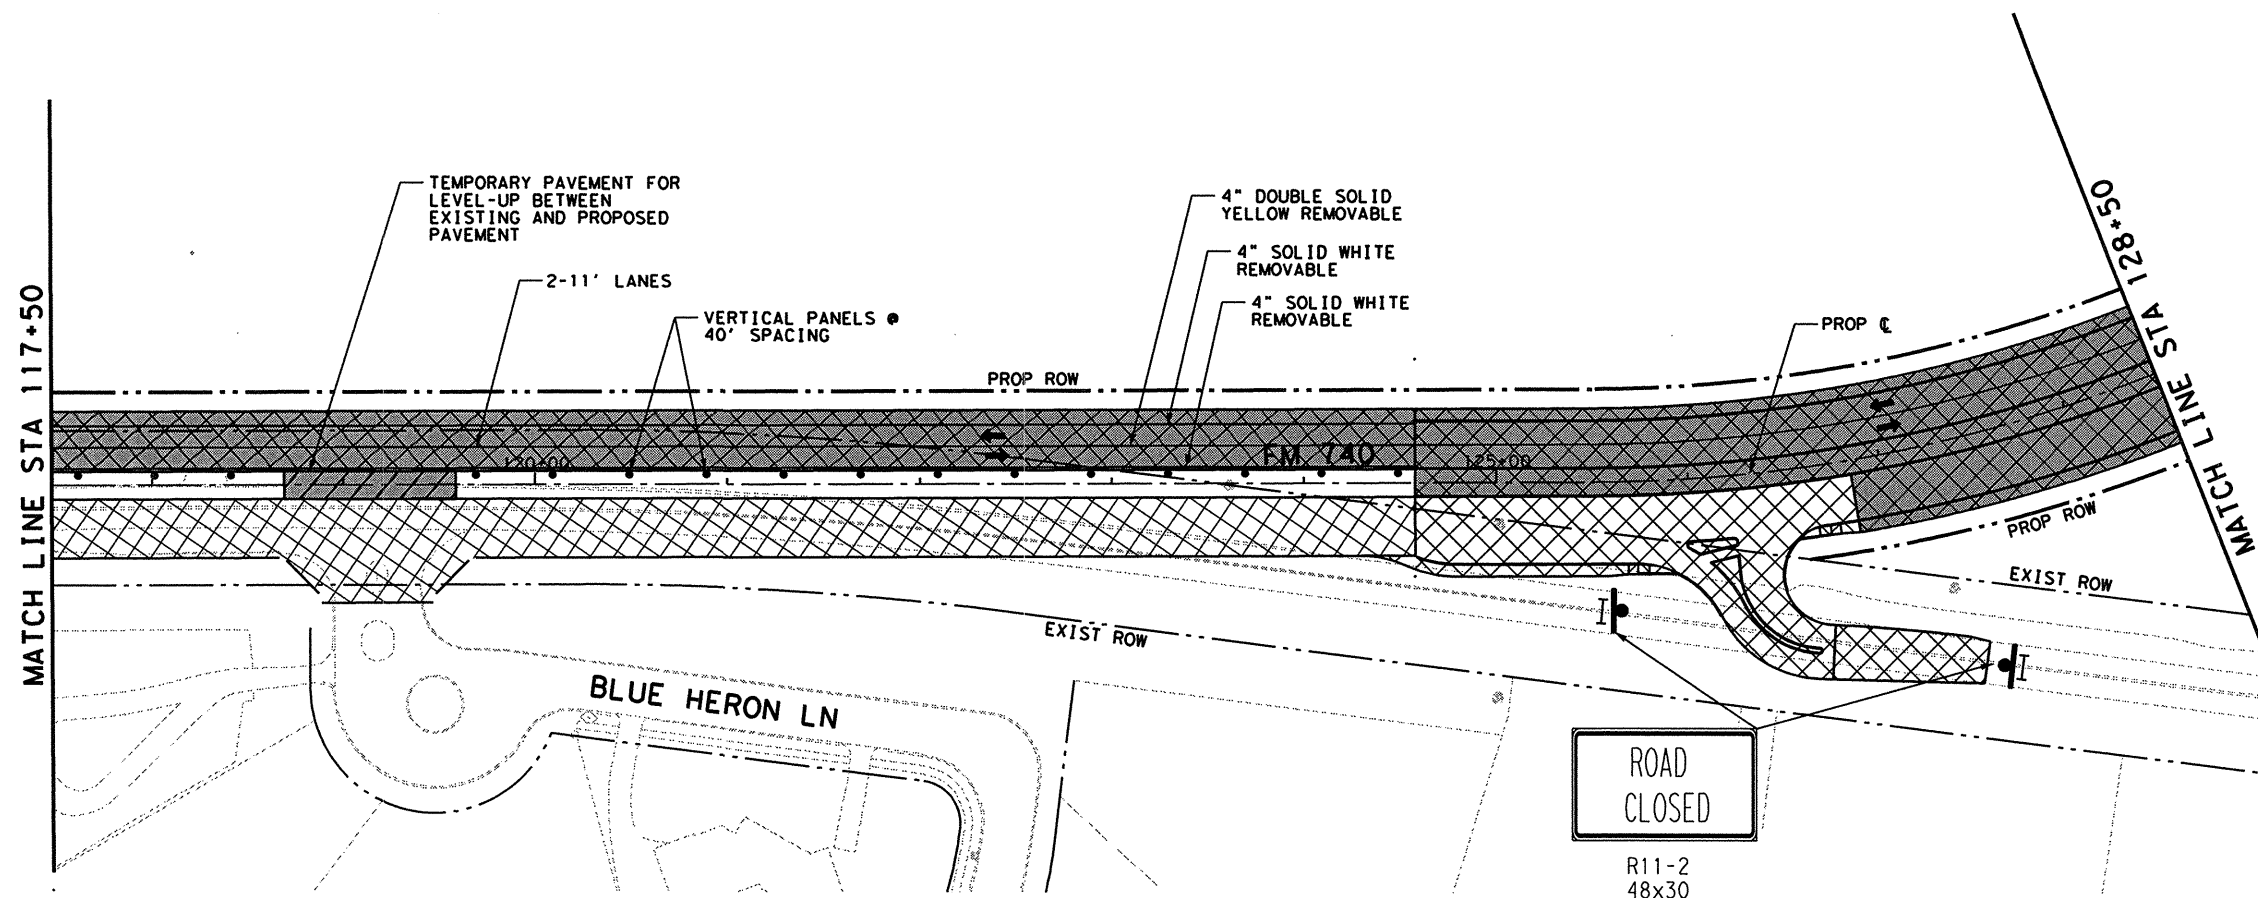 MATCH LINE STA 117+50
TEMPORARY PAVEMENT FOR
LEVEL-UP BETWEEN
EXISTING AND PROPOSED
PAVEMENT
2-11' LANES
VERTICAL PANELS @
40' SPACING
4" DOUBLE SOLID
YELLOW REMOVABLE
4" SOLID WHITE
REMOVABLE
4" SOLID WHITE
REMOVABLE
PROP ℄
MATCH LINE STA 128+50
PROP ROW
FM 740
120+00
125+00
PROP ROW
EXIST ROW
EXIST ROW
BLUE HERON LN
ROAD
CLOSED
R11-2
48x30